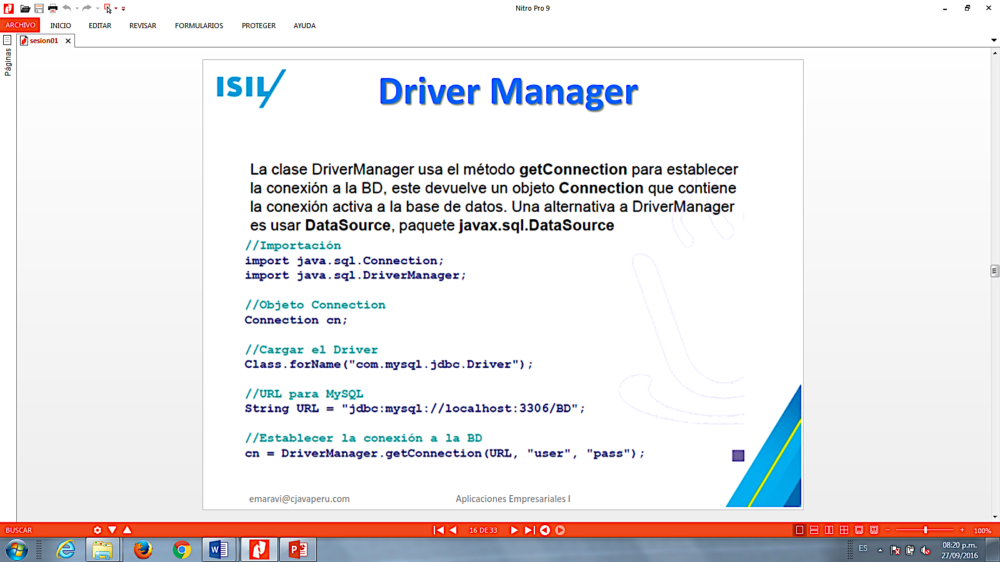 Nitro Pro 9
ARCHIVO INICIO EDITAR REVISAR FORMULARIOS PROTEGER AYUDA
sesion01
Páginas
ISIL
Driver Manager
La clase DriverManager usa el método getConnection para establecer
la conexión a la BD, este devuelve un objeto Connection que contiene
la conexión activa a la base de datos. Una alternativa a DriverManager
es usar DataSource, paquete javax.sql.DataSource
//Importación
import java.sql.Connection;
import java.sql.DriverManager;
//Objeto Connection
Connection cn;
//Cargar el Driver
Class.forName("com.mysql.jdbc.Driver");
//URL para MySQL
String URL = "jdbc:mysql://localhost:3306/BD";
//Establecer la conexión a la BD
cn = DriverManager.getConnection(URL, "user", "pass");
emaravi@cjavaperu.com Aplicaciones Empresariales I
BUSCAR 16 DE 33 100%
ES 08:20 p.m.
27/09/2016